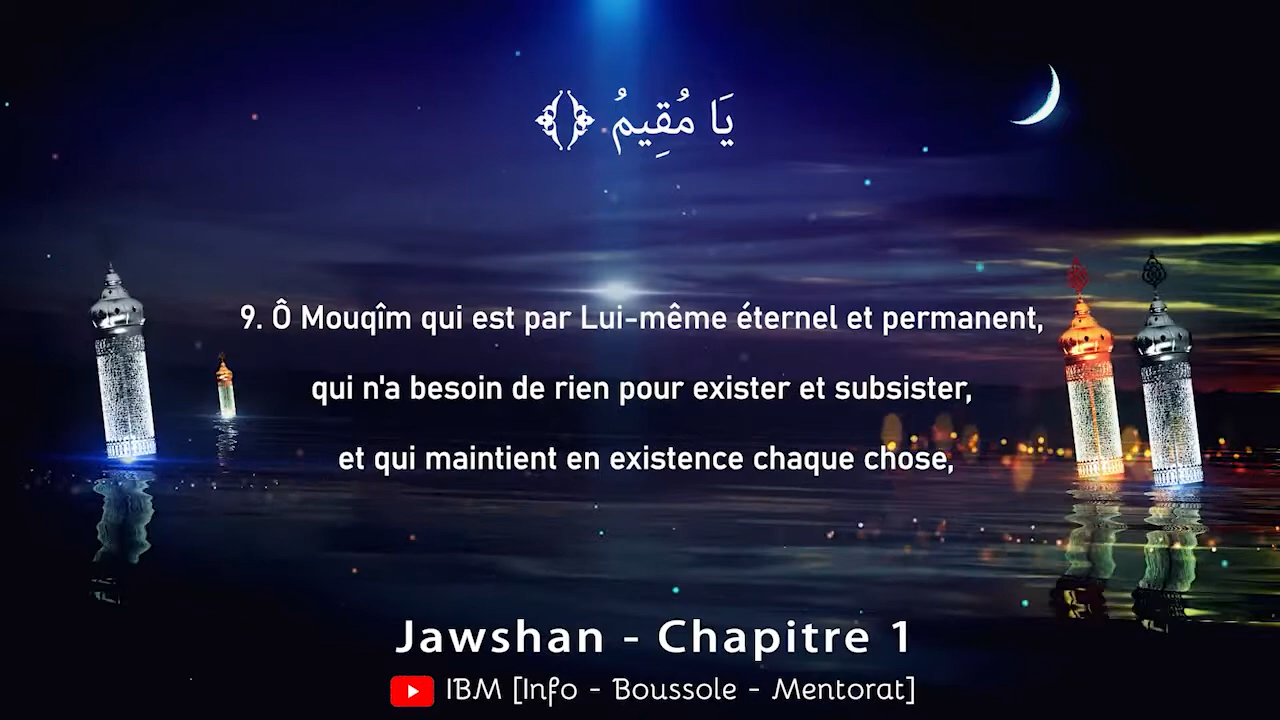 يَا مُقِيمُ ﴿﴾
9. Ô Mouqîm qui est par Lui-même éternel et permanent,
qui n'a besoin de rien pour exister et subsister,
et qui maintient en existence chaque chose,
Jawshan - Chapitre 1
IBM [Info - Boussole - Mentorat]